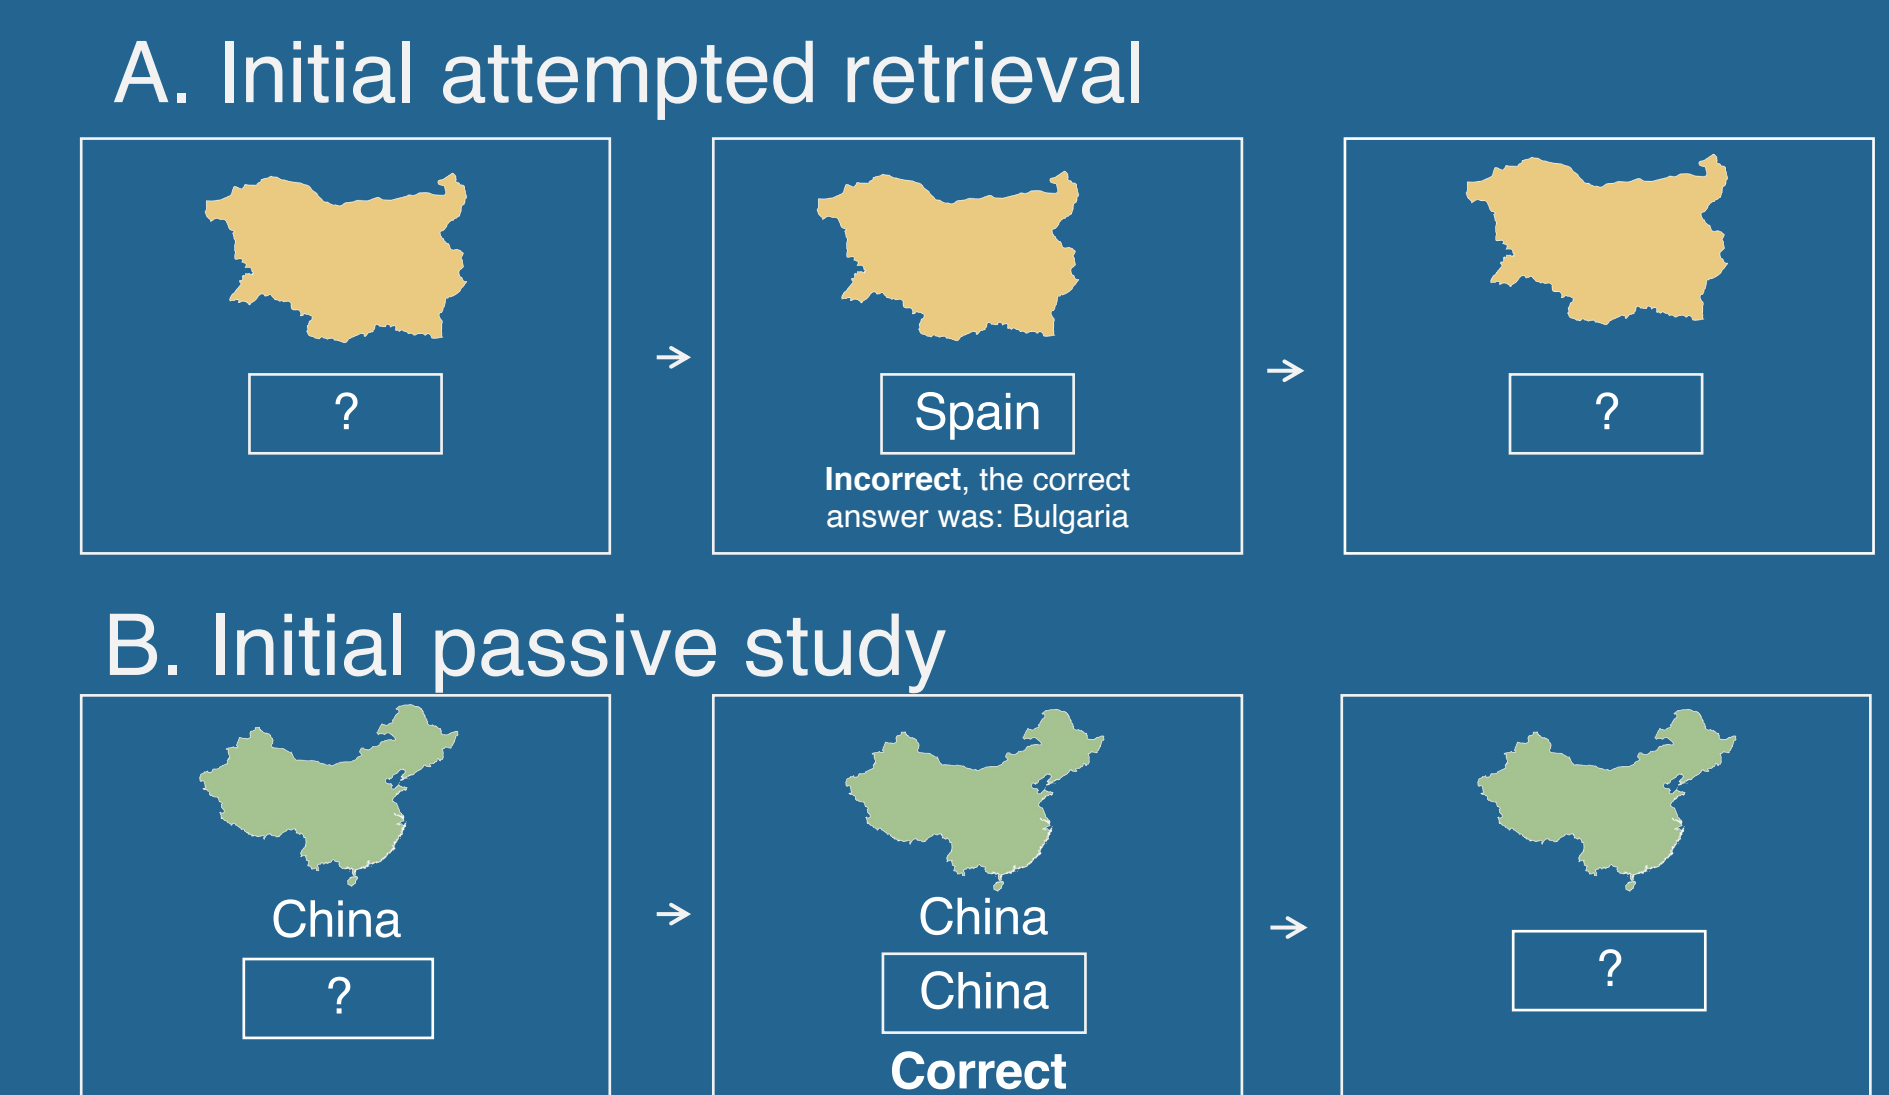 A. Initial attempted retrieval
?
Spain
Incorrect, the correct
answer was: Bulgaria
?
B. Initial passive study
China
?
China
China
Correct
?